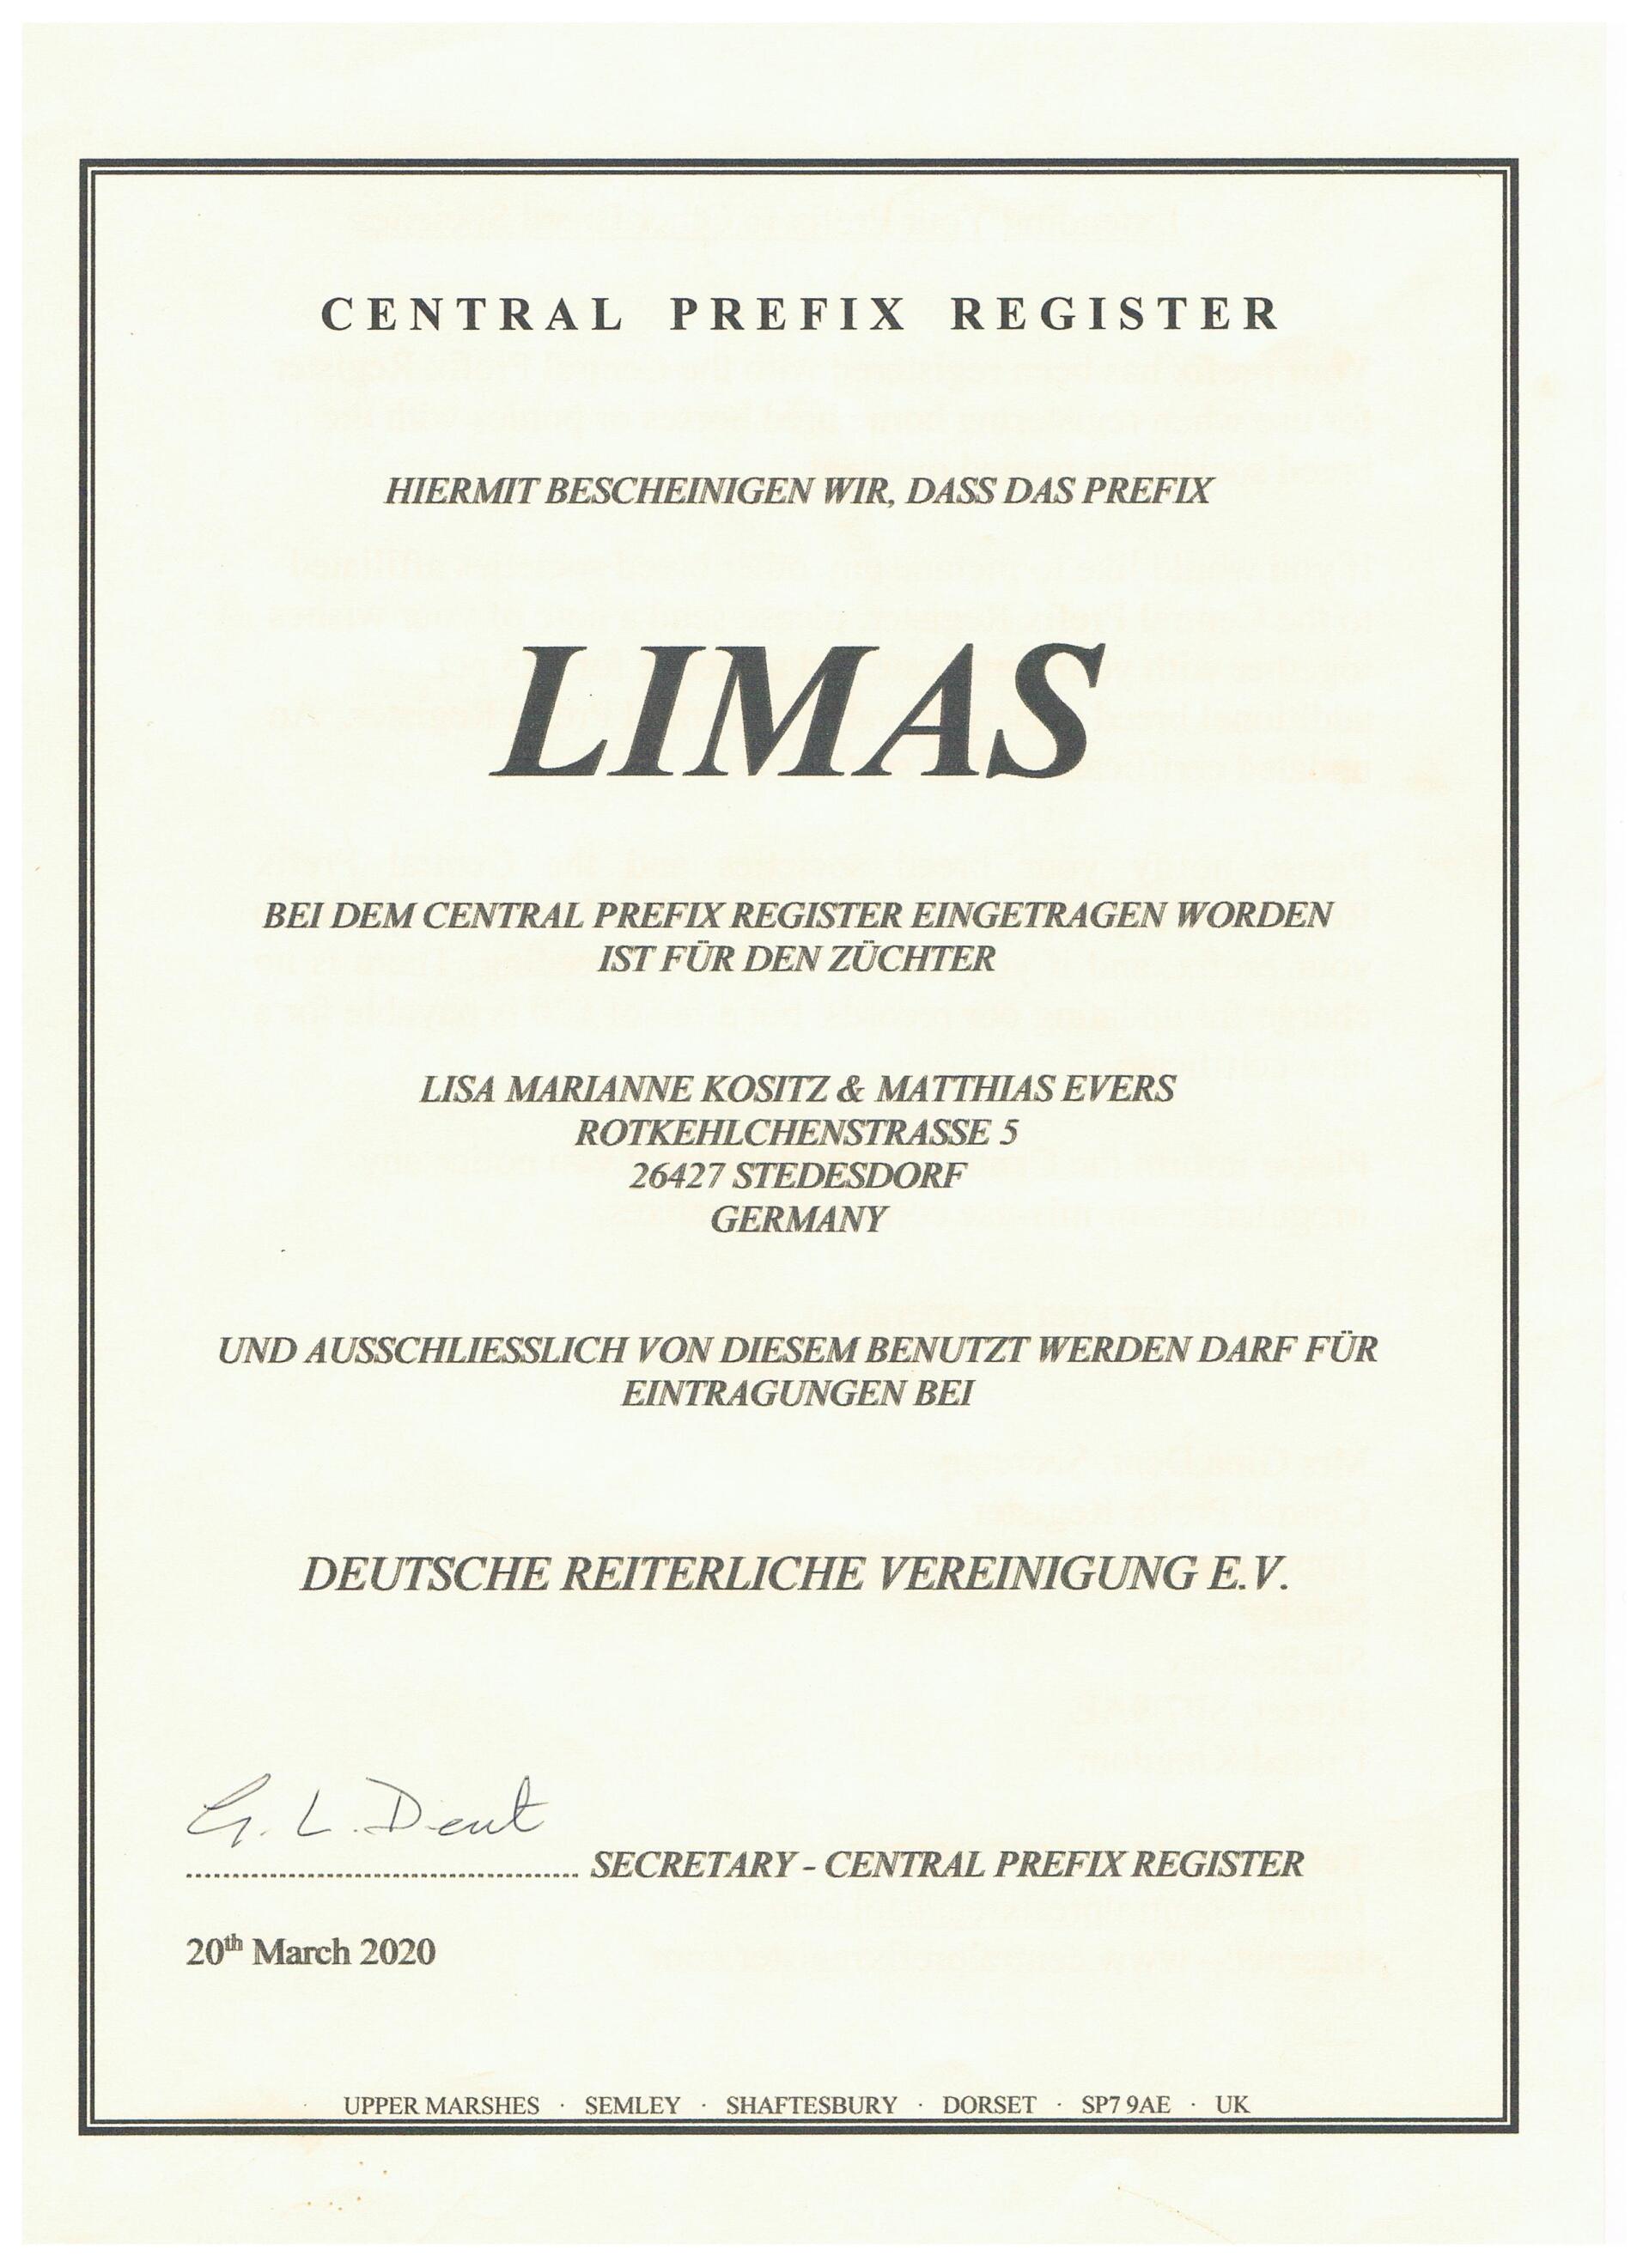 CENTRAL PREFIX REGISTER
HIERMIT BESCHEINIGEN WIR, DASS DAS PREFIX
LIMAS
BEI DEM CENTRAL PREFIX REGISTER EINGETRAGEN WORDEN
IST FÜR DEN ZÜCHTER
LISA MARIANNE KOSITZ & MATTHIAS EVERS
ROTKEHLCHENSTRASSE 5
26427 STEDESDORF
GERMANY
UND AUSSCHLIESSLICH VON DIESEM BENUTZT WERDEN DARF FÜR
EINTRAGUNGEN BEI
DEUTSCHE REITERLICHE VEREINIGUNG E.V.
G. L. Dent
SECRETARY - CENTRAL PREFIX REGISTER
20th March 2020
UPPER MARSHES · SEMLEY · SHAFTESBURY · DORSET · SP7 9AE · UK